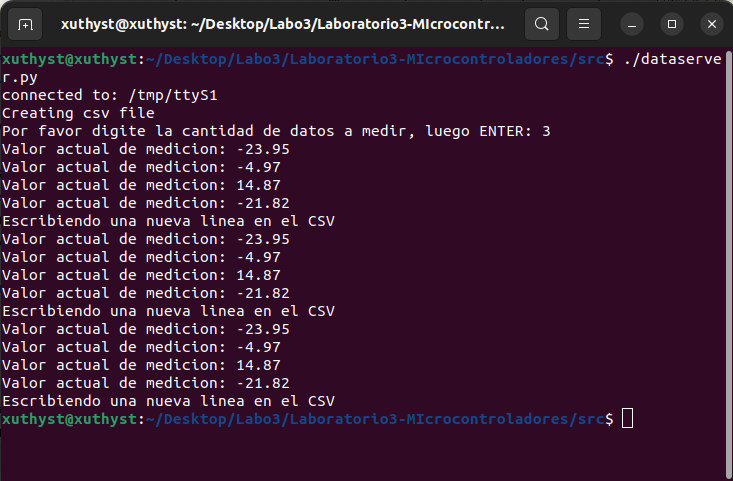 xuthyst@xuthyst: ~/Desktop/Labo3/Laboratorio3-MIcrocontr...
xuthyst@xuthyst:~/Desktop/Labo3/Laboratorio3-MIcrocontroladores/src$ ./dataserve
r.py
connected to: /tmp/ttyS1
Creating csv file
Por favor digite la cantidad de datos a medir, luego ENTER: 3
Valor actual de medicion: -23.95
Valor actual de medicion: -4.97
Valor actual de medicion: 14.87
Valor actual de medicion: -21.82
Escribiendo una nueva linea en el CSV
Valor actual de medicion: -23.95
Valor actual de medicion: -4.97
Valor actual de medicion: 14.87
Valor actual de medicion: -21.82
Escribiendo una nueva linea en el CSV
Valor actual de medicion: -23.95
Valor actual de medicion: -4.97
Valor actual de medicion: 14.87
Valor actual de medicion: -21.82
Escribiendo una nueva linea en el CSV
xuthyst@xuthyst:~/Desktop/Labo3/Laboratorio3-MIcrocontroladores/src$